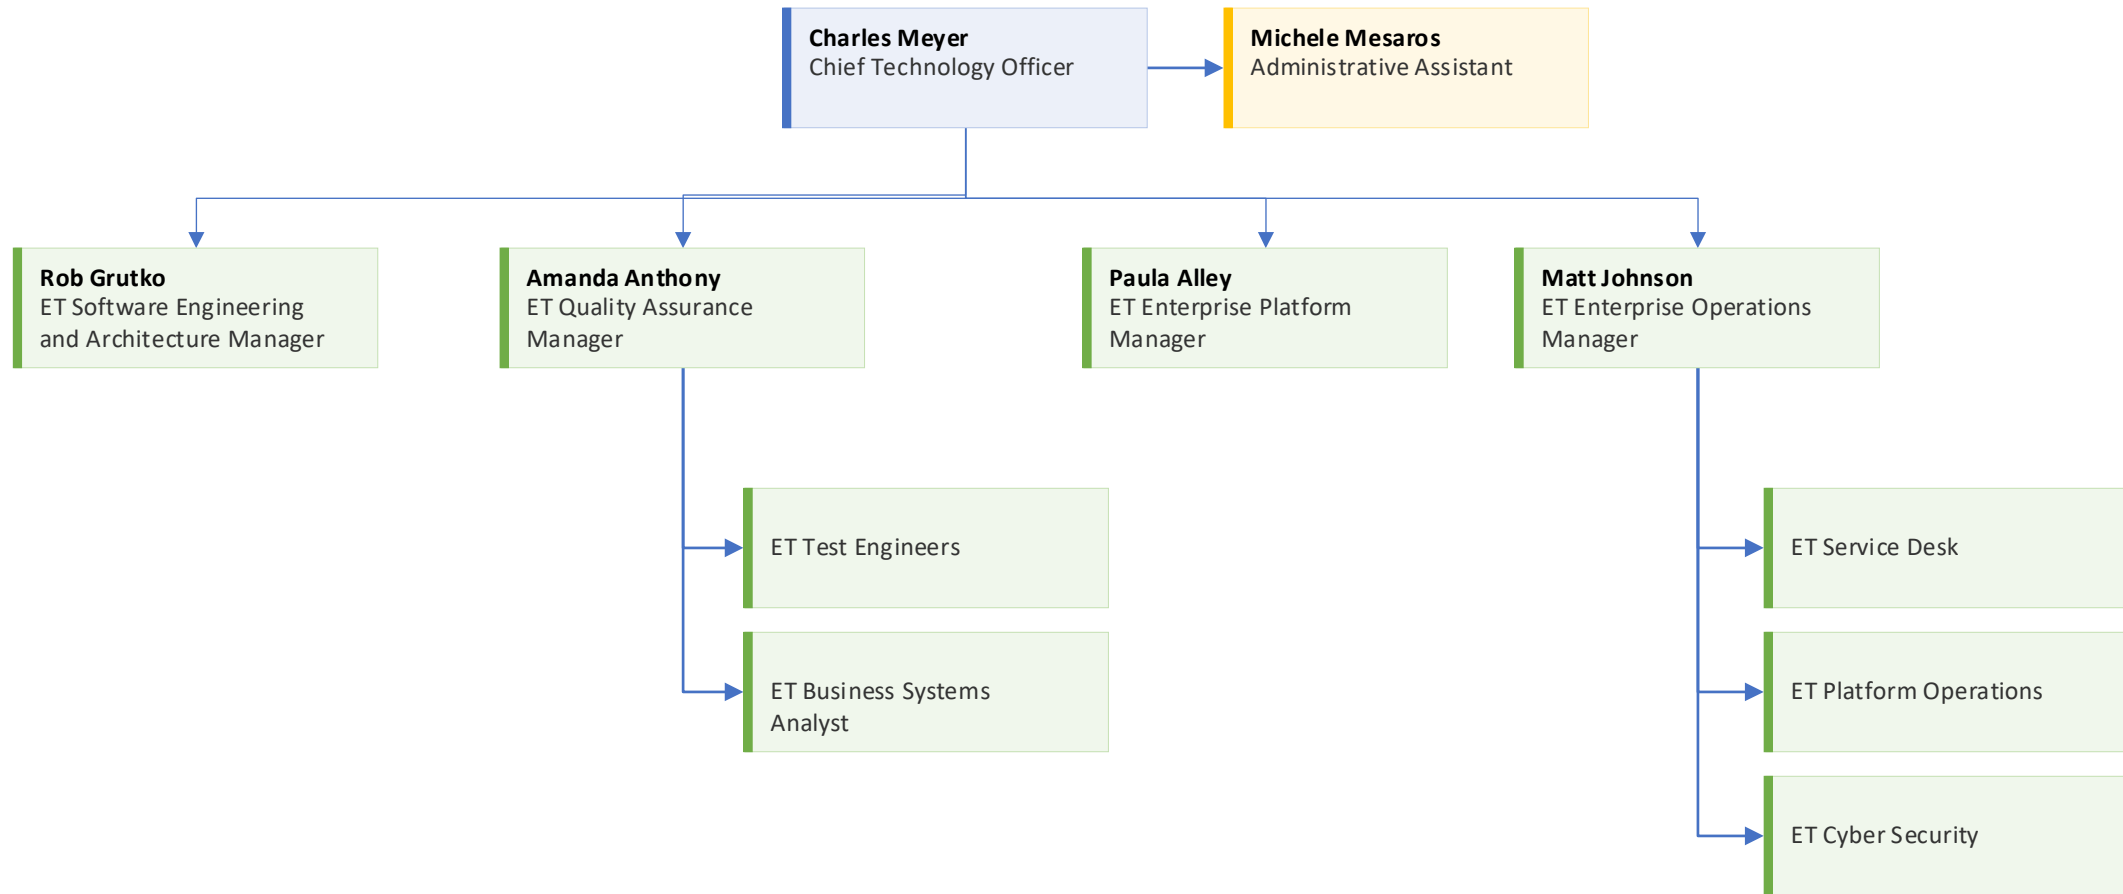 Charles Meyer
Chief Technology Officer
Michele Mesaros
Administrative Assistant
Rob Grutko
ET Software Engineering
and Architecture Manager
Amanda Anthony
ET Quality Assurance
Manager
Paula Alley
ET Enterprise Platform
Manager
Matt Johnson
ET Enterprise Operations
Manager
ET Test Engineers
ET Business Systems
Analyst
ET Service Desk
ET Platform Operations
ET Cyber Security